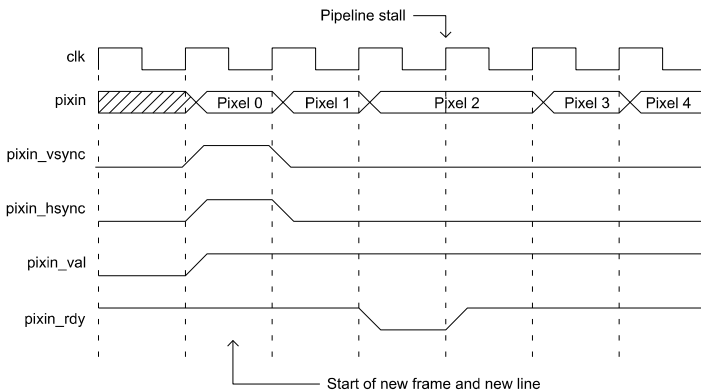 Pipeline stall
clk
pixin
Pixel 0 Pixel 1 Pixel 2 Pixel 3 Pixel 4
pixin_vsync
pixin_hsync
pixin_val
pixin_rdy
Start of new frame and new line